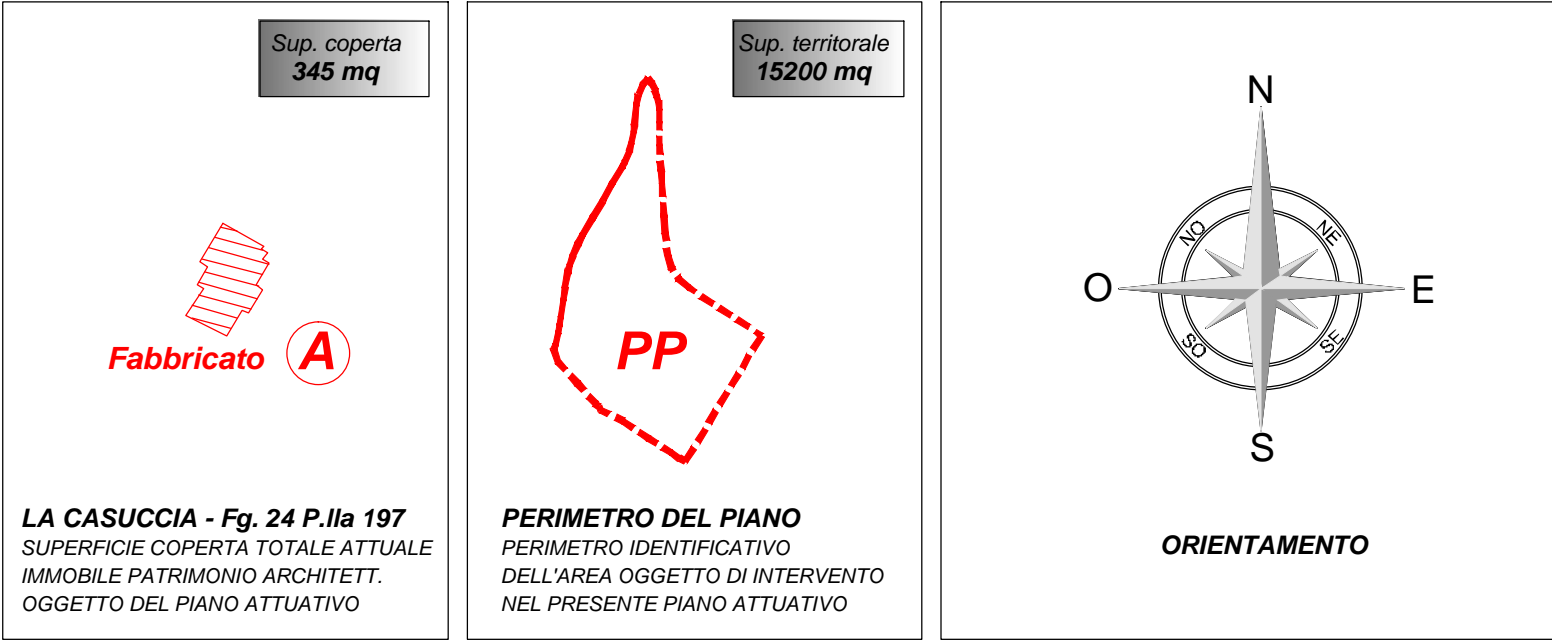 Sup. coperta
345 mq
Fabbricato A
LA CASUCCIA - Fg. 24 P.lla 197
SUPERFICIE COPERTA TOTALE ATTUALE
IMMOBILE PATRIMONIO ARCHITETT.
OGGETTO DEL PIANO ATTUATIVO
Sup. territorale
15200 mq
PP
PERIMETRO DEL PIANO
PERIMETRO IDENTIFICATIVO
DELL'AREA OGGETTO DI INTERVENTO
NEL PRESENTE PIANO ATTUATIVO
N
NO
NE
O
E
SO
SE
S
ORIENTAMENTO